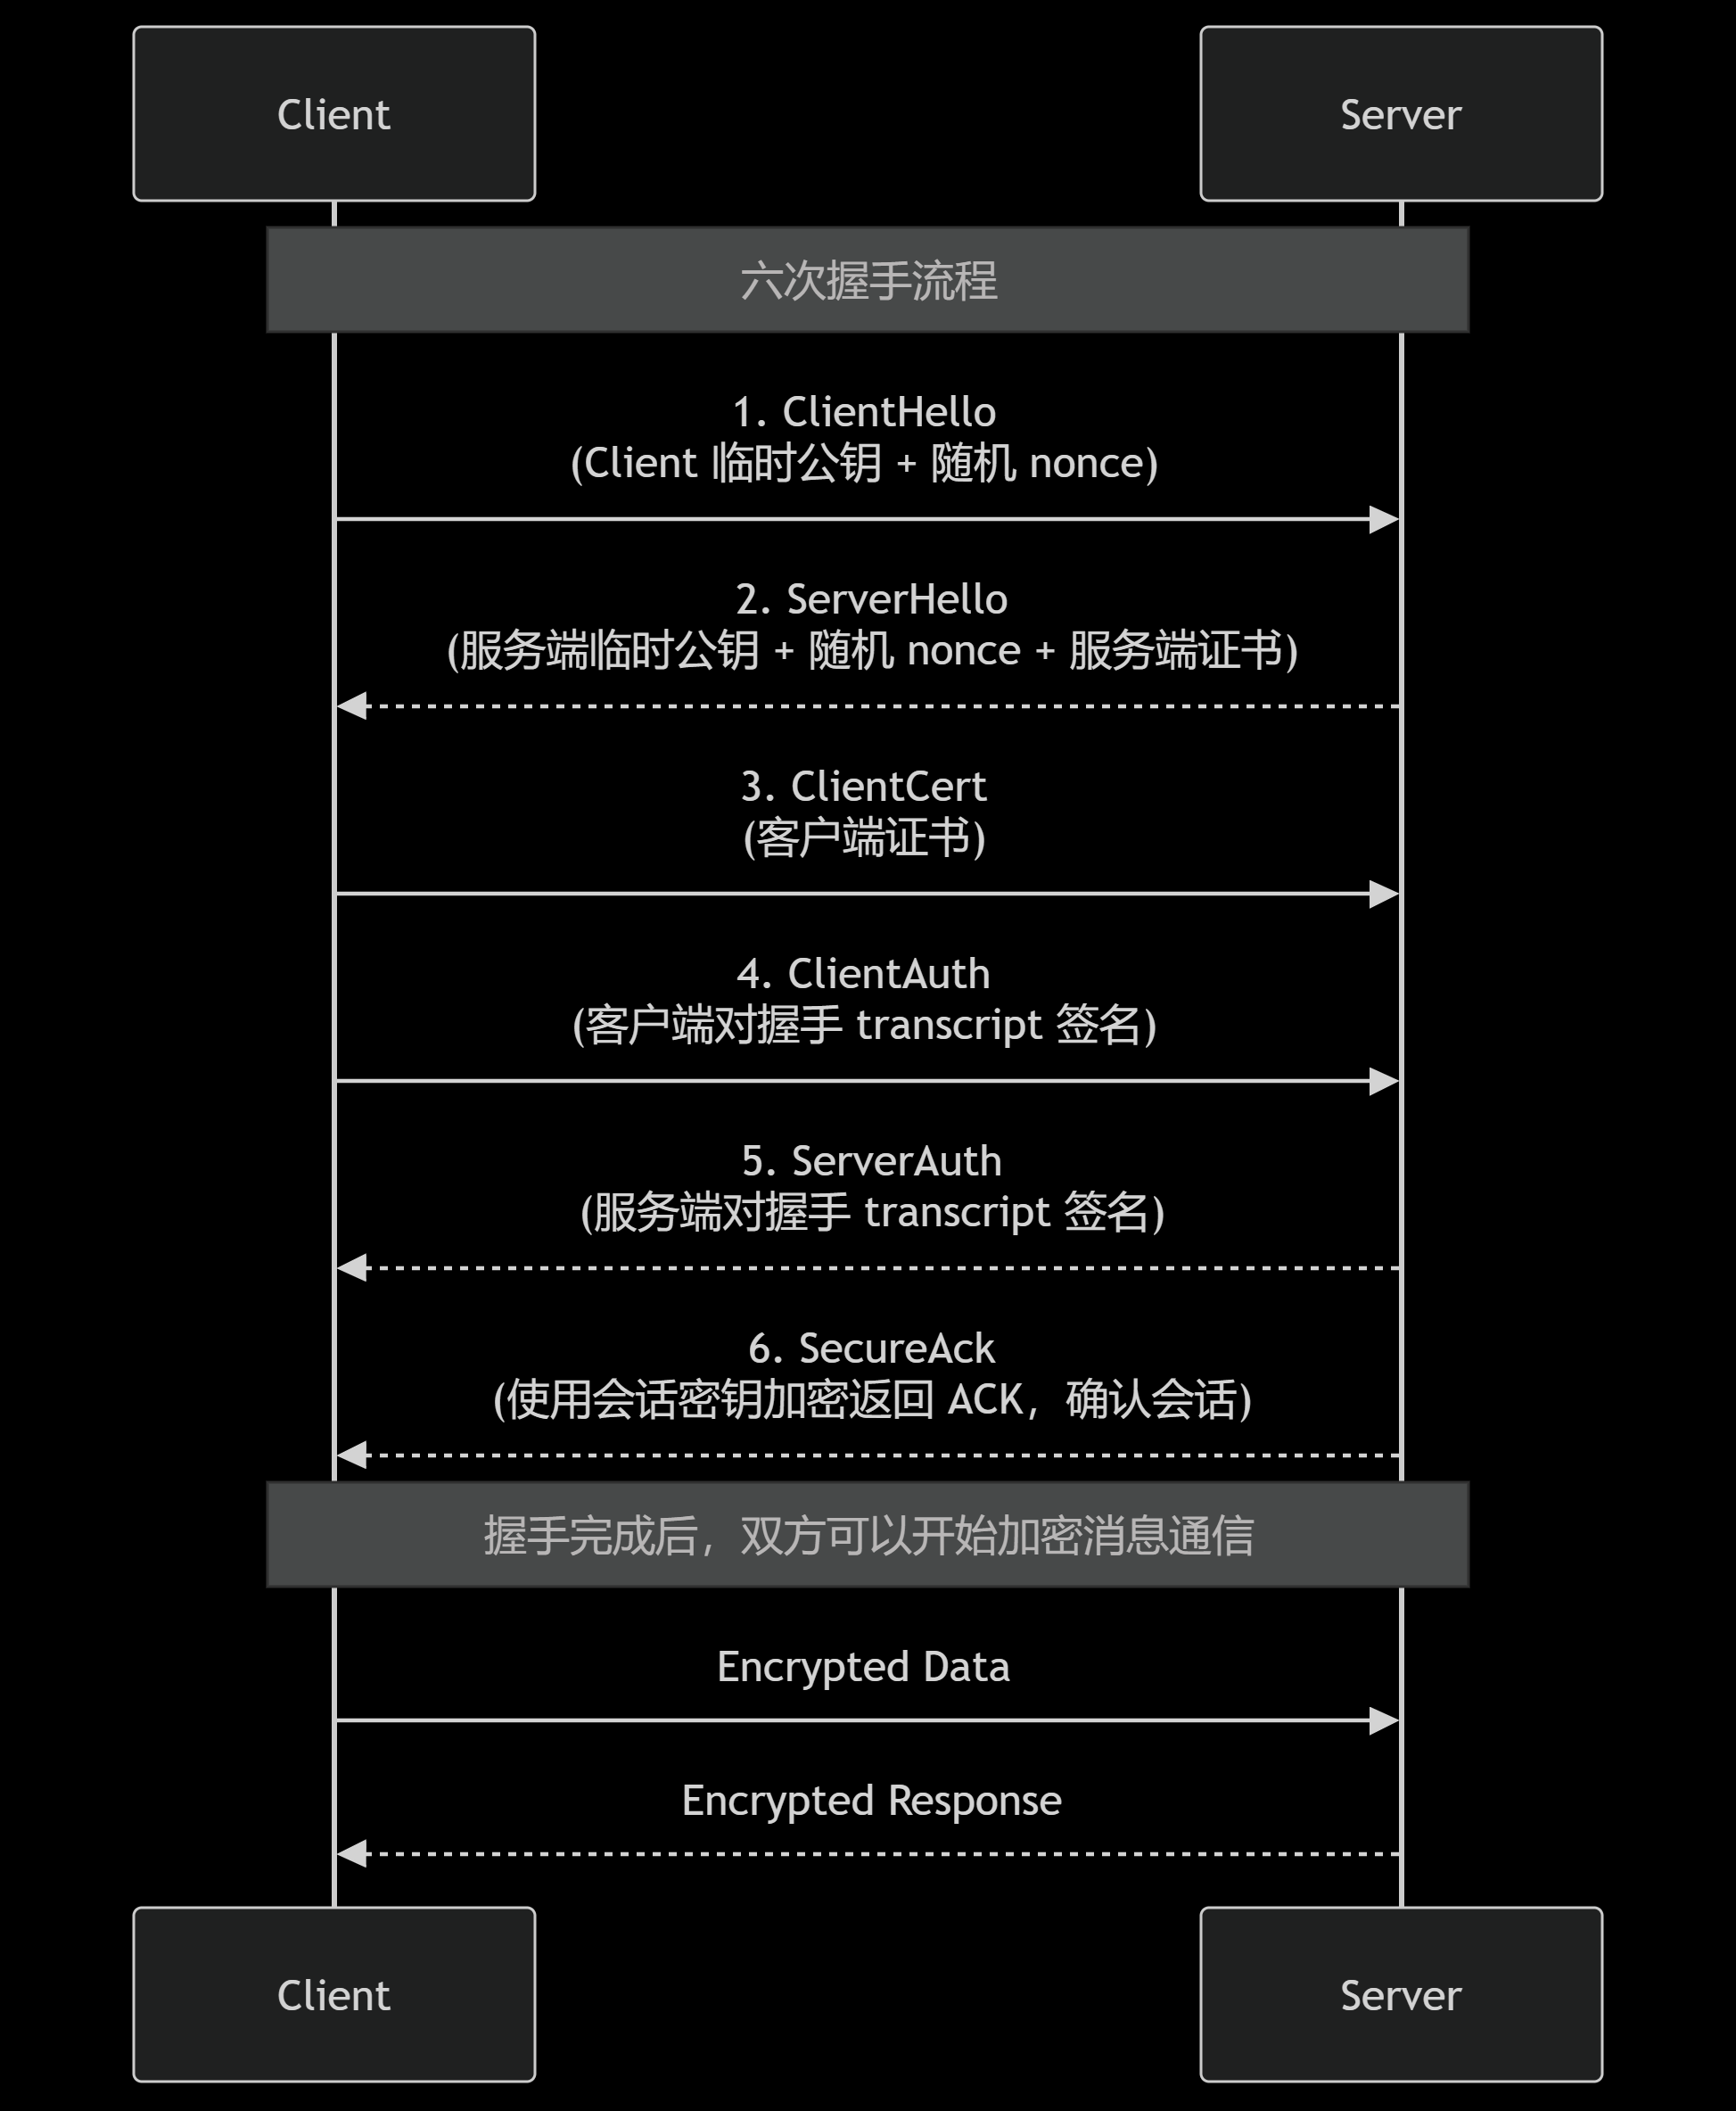 Client
Server
六次握手流程
1. ClientHello
(Client 临时公钥 + 随机 nonce)
2. ServerHello
(服务端临时公钥 + 随机 nonce + 服务端证书)
3. ClientCert
(客户端证书)
4. ClientAuth
(客户端对握手 transcript 签名)
5. ServerAuth
(服务端对握手 transcript 签名)
6. SecureAck
(使用会话密钥加密返回 ACK，确认会话)
握手完成后，双方可以开始加密消息通信
Encrypted Data
Encrypted Response
Client
Server